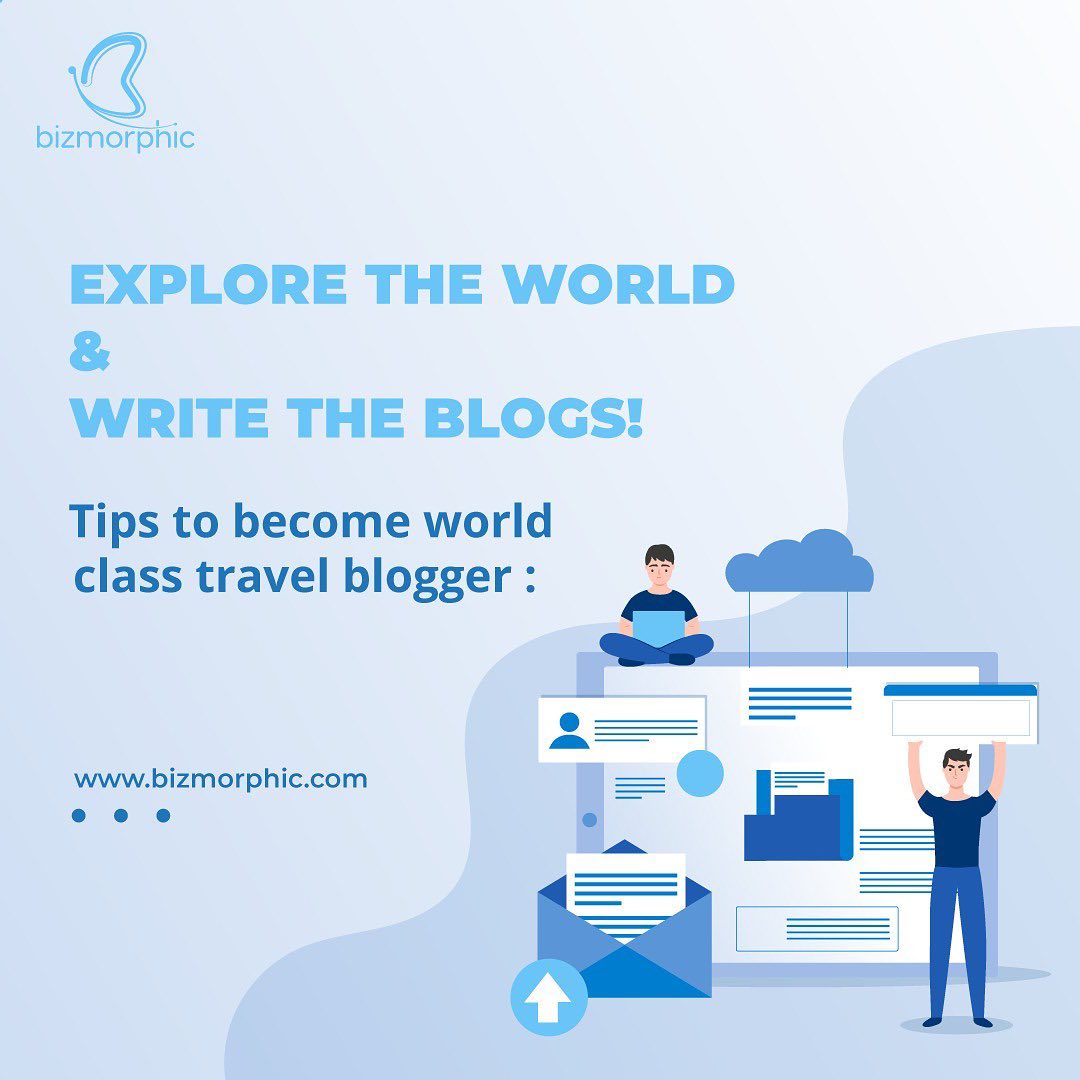 bizmorphic
EXPLORE THE WORLD
&
WRITE THE BLOGS!
Tips to become world
class travel blogger :
www.bizmorphic.com